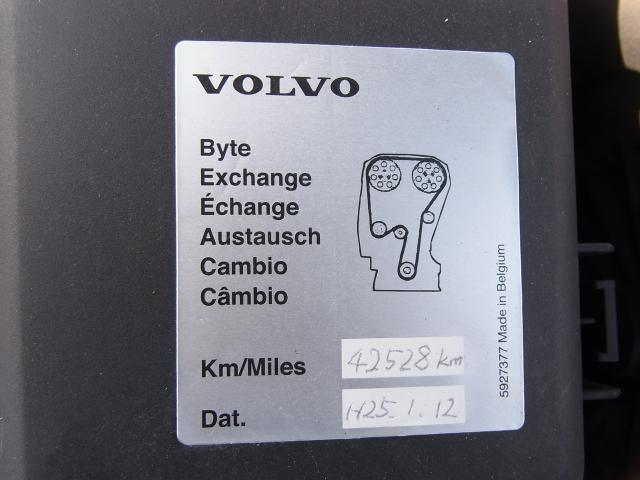 VOLVO
Byte
Exchange
Échange
Austausch
Cambio
Câmbio
Km/Miles 42528 km
Dat. H25.1.12
5927377 Made in Belgium